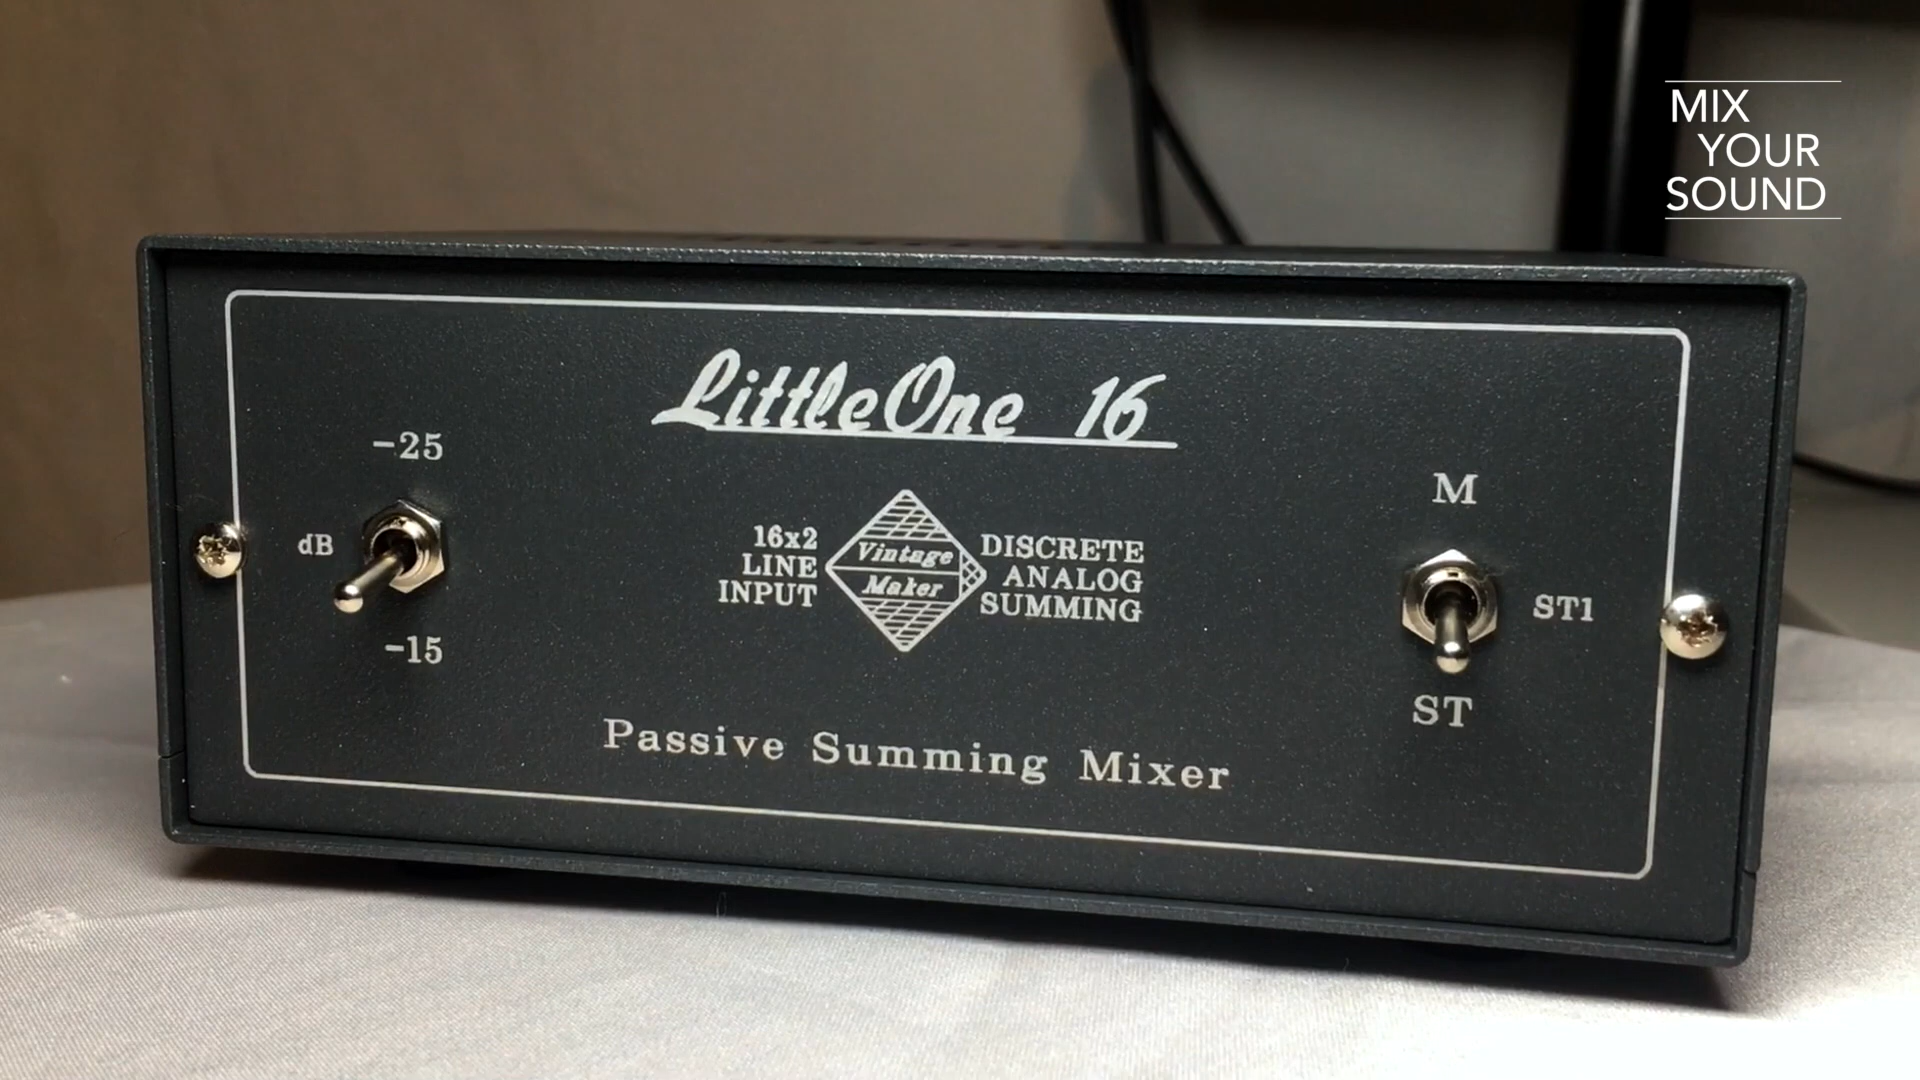 MIX
YOUR
SOUND
LittleOne 16
-25
dB
-15
16x2
LINE
INPUT
Vintage
Maker
DISCRETE
ANALOG
SUMMING
M
ST1
ST
Passive Summing Mixer